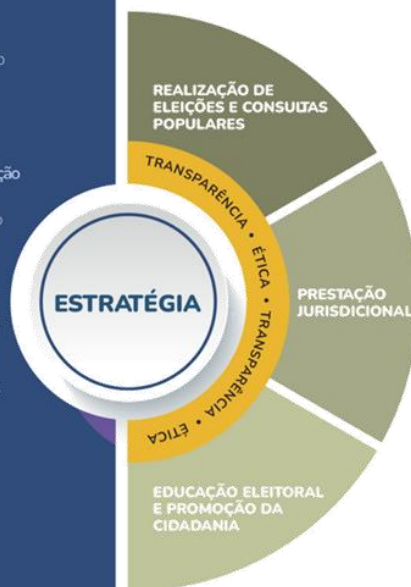 REALIZAÇÃO DE
ELEIÇÕES E CONSULTAS
POPULARES
TRANSPARÊNCIA • ÉTICA • TRANSPARÊNCIA • ÉTICA
ESTRATÉGIA
PRESTAÇÃO
JURISDICIONAL
EDUCAÇÃO ELEITORAL
E PROMOÇÃO DA
CIDADANIA